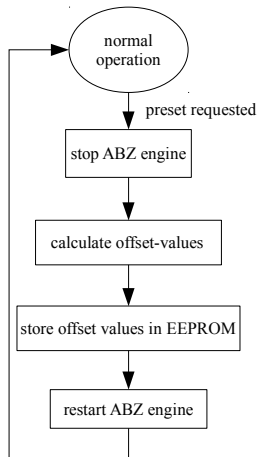 normal
operation
preset requested
stop ABZ engine
calculate offset-values
store offset values in EEPROM
restart ABZ engine